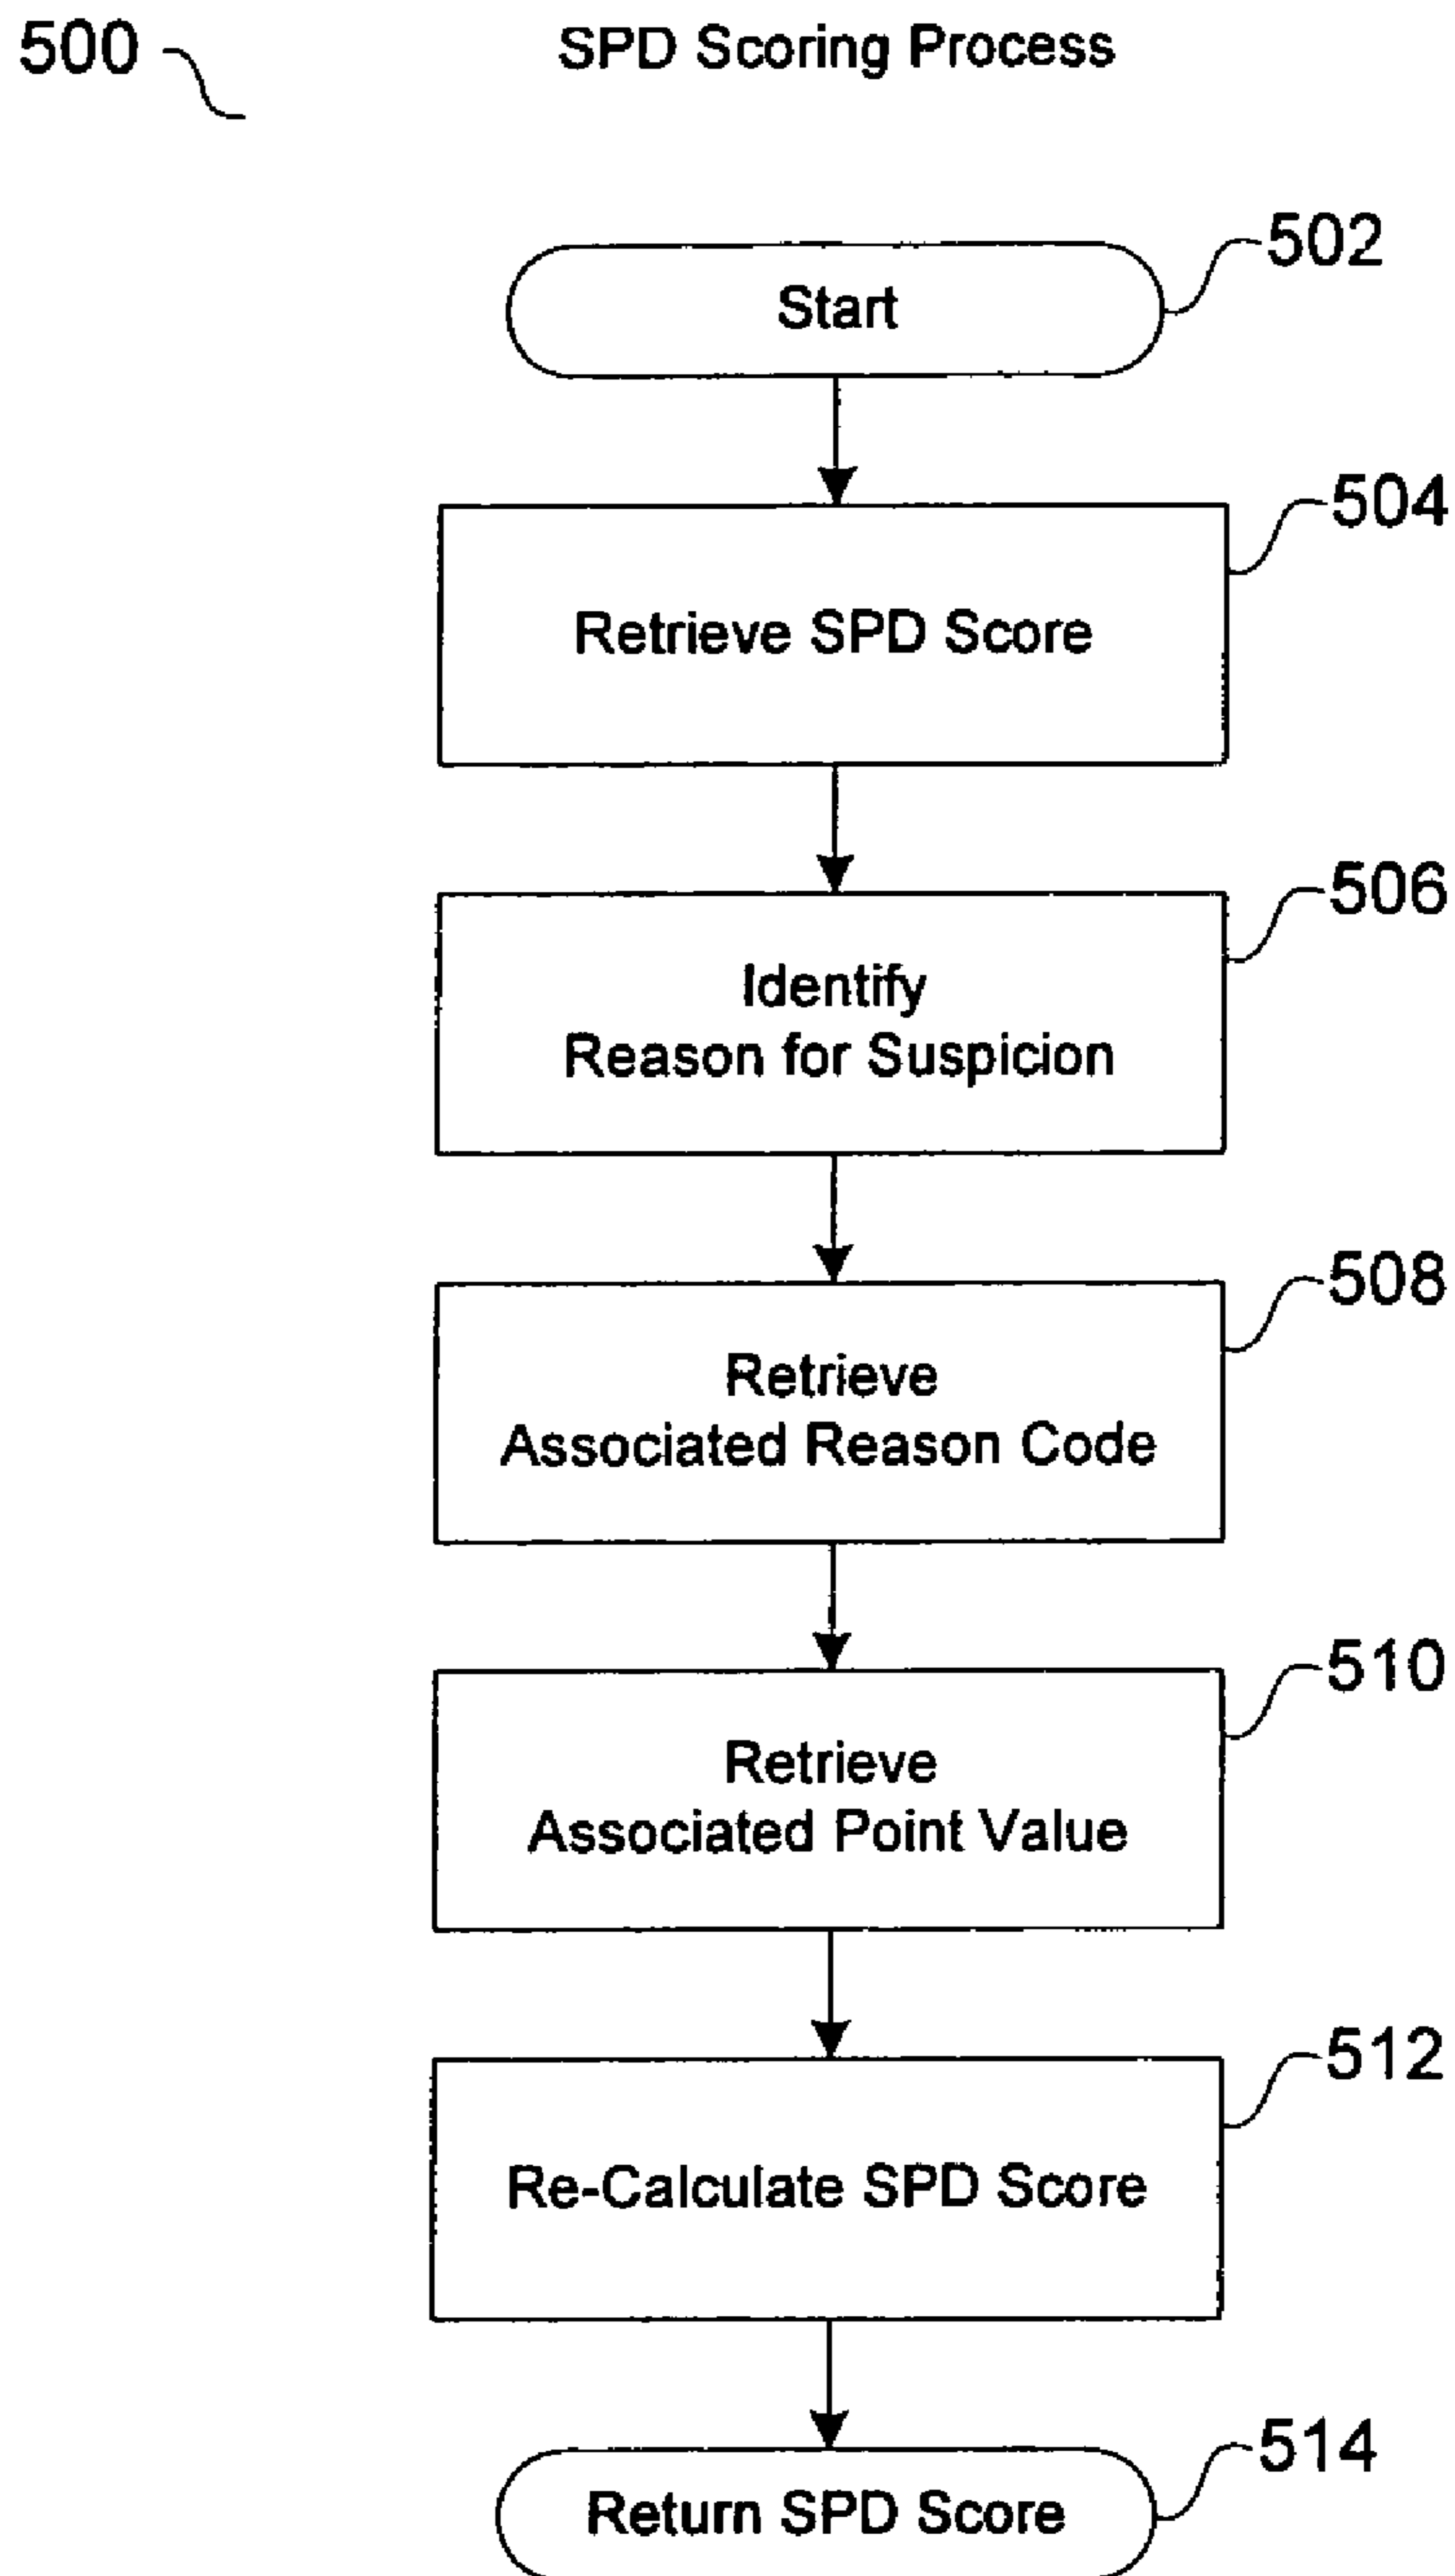 500
SPD Scoring Process
502
Start
504
Retrieve SPD Score
506
Identify
Reason for Suspicion
508
Retrieve
Associated Reason Code
510
Retrieve
Associated Point Value
512
Re-Calculate SPD Score
514
Return SPD Score